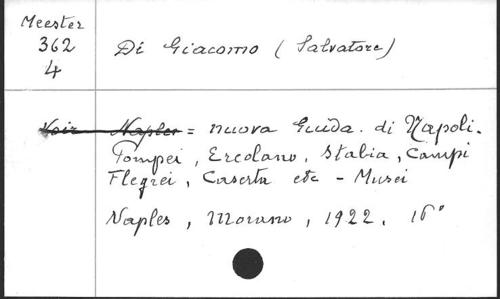 Meester
362
4
Di Giacomo (Salvatore)
Voir Naples = nuova Guida. di Napoli.
Pompei, Ercolano, Stabia, Campi
Flegrei, Caserta etc - Musei
Naples, Morano, 1922. 16°